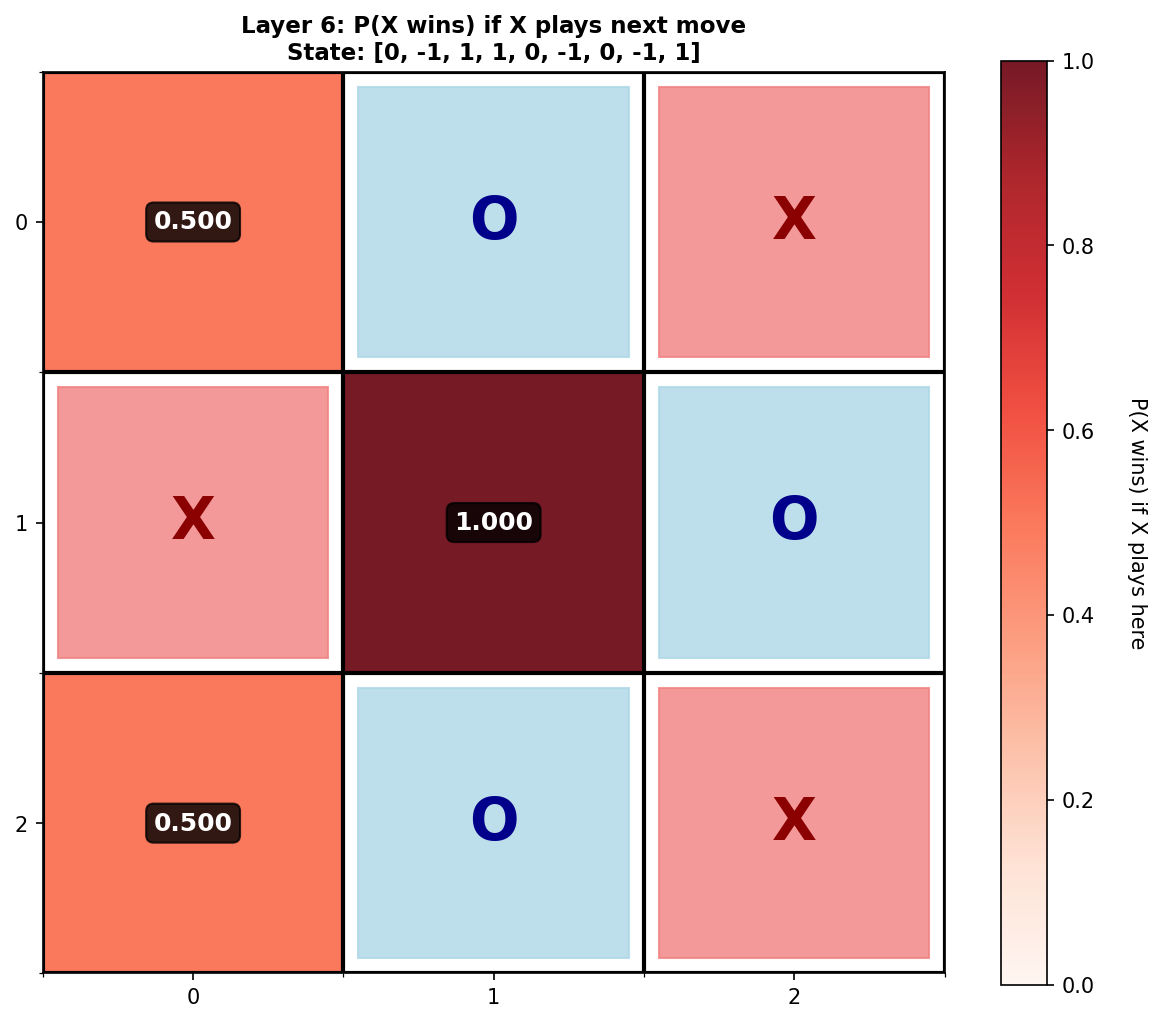 Layer 6: P(X wins) if X plays next move
State: [0, -1, 1, 1, 0, -1, 0, -1, 1]
0
0.500
O
X
1
X
1.000
O
2
0.500
O
X
0
1
2
1.0
0.8
0.6
0.4
0.2
0.0
P(X wins) if X plays here